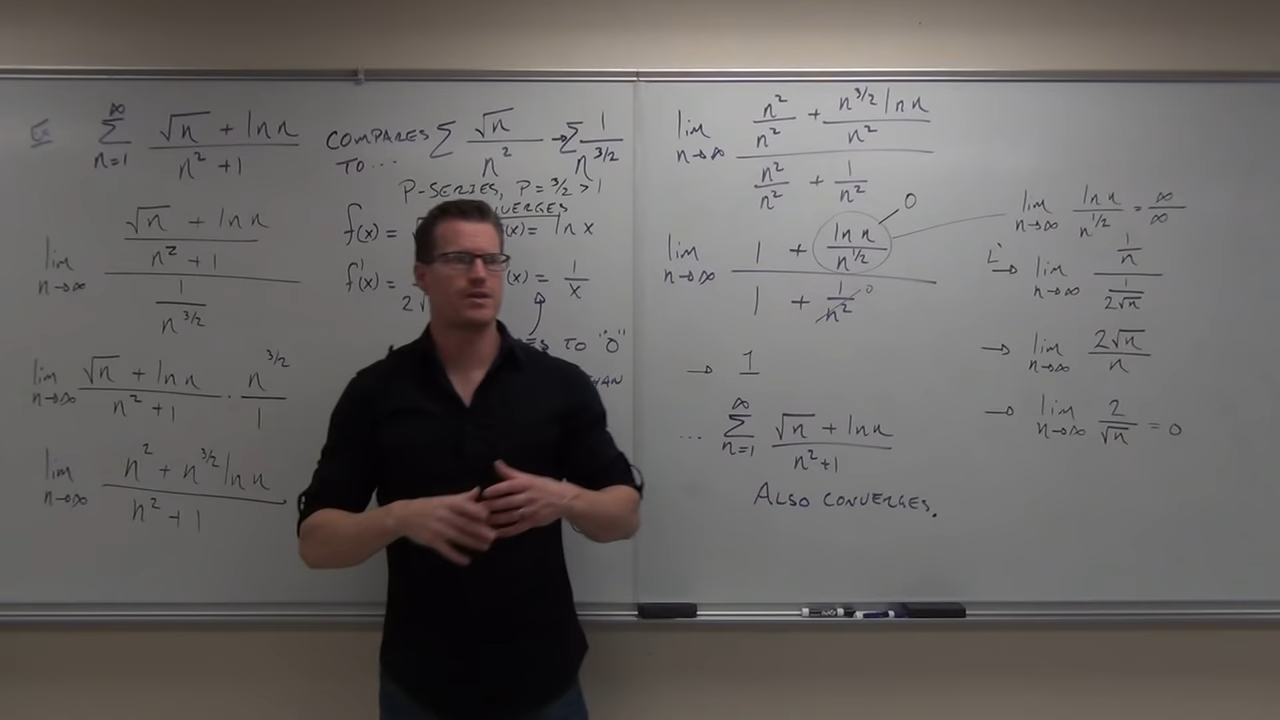 Ex ∞ Σ n=1 (√n + ln n)/(n² + 1) COMPARES TO... Σ √n/n² → Σ 1/n^(3/2)
P-SERIES, P = 3/2 > 1
lim n→∞ ((√n + ln n)/(n² + 1))/(1/n^(3/2))
f(x) = (x) = ln x
f'(x) = 2√ (x) = 1/x
TO "0"
lim n→∞ (√n + ln n)/(n² + 1) · n^(3/2)/1
lim n→∞ (n² + n^(3/2) ln n)/(n² + 1)
lim n→∞ (n²/n² + (n^(3/2) ln n)/n²)/(n²/n² + 1/n²)
lim n→∞ (1 + (ln n)/n^(1/2))/(1 + 1/n²) 0 0
→ 1
... ∞ Σ n=1 (√n + ln n)/(n² + 1)
ALSO CONVERGES.
lim n→∞ (ln n)/n^(1/2) = ∞/∞
L' → lim n→∞ (1/n)/(1/(2√n))
→ lim n→∞ 2√n/n
→ lim n→∞ 2/√n = 0